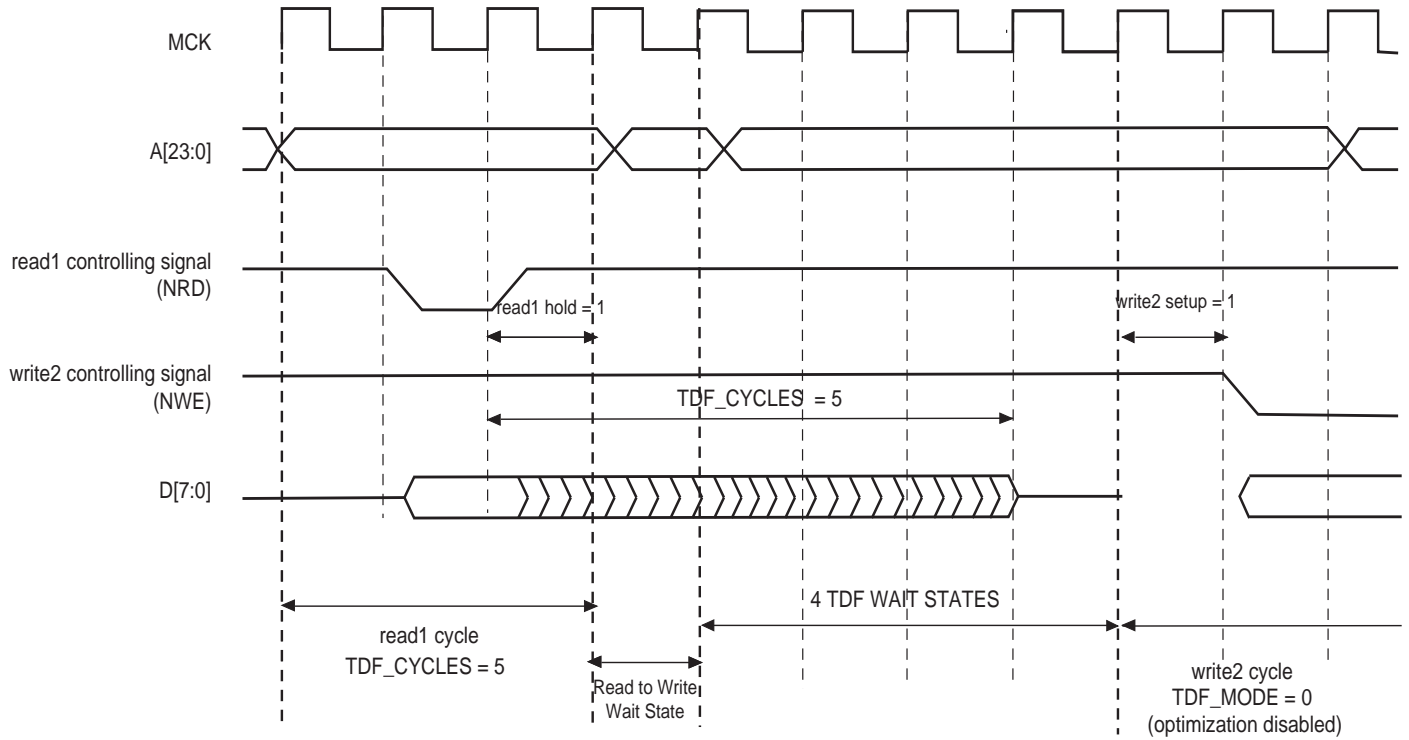 MCK
A[23:0]
read1 controlling signal
(NRD)
read1 hold = 1
write2 setup = 1
write2 controlling signal
(NWE)
TDF_CYCLES = 5
D[7:0]
4 TDF WAIT STATES
read1 cycle
TDF_CYCLES = 5
Read to Write
Wait State
write2 cycle
TDF_MODE = 0
(optimization disabled)